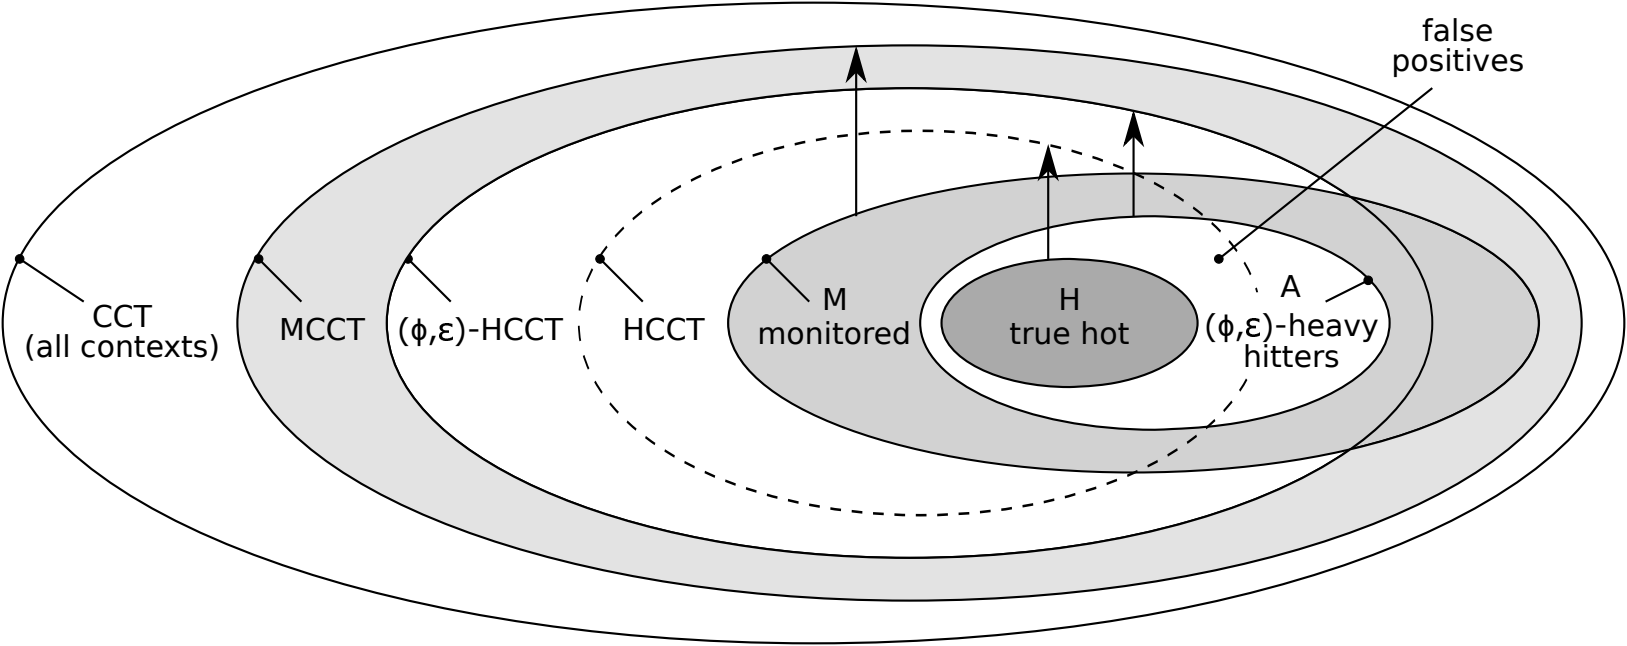 false
positives
CCT
(all contexts)
MCCT
(ϕ,ε)-HCCT
HCCT
M
monitored
H
true hot
A
(ϕ,ε)-heavy
hitters